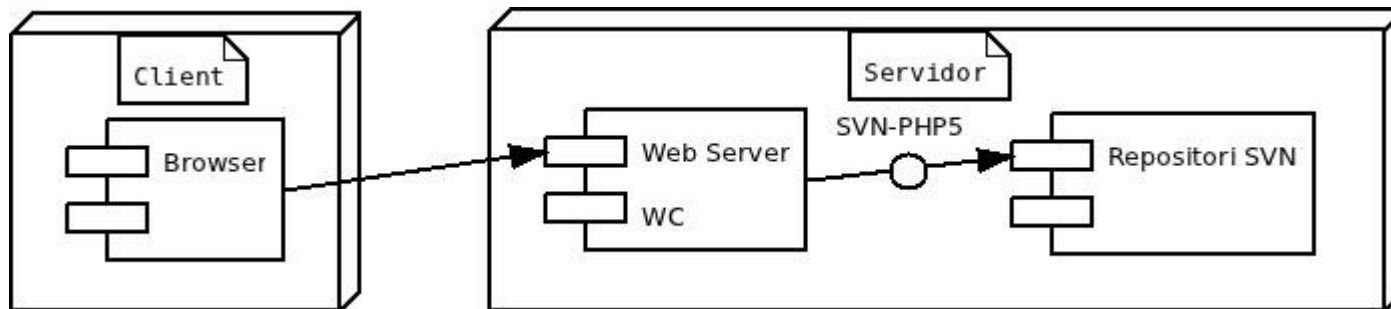 Client
Browser
Servidor
SVN-PHP5
Web Server
WC
Repositori SVN